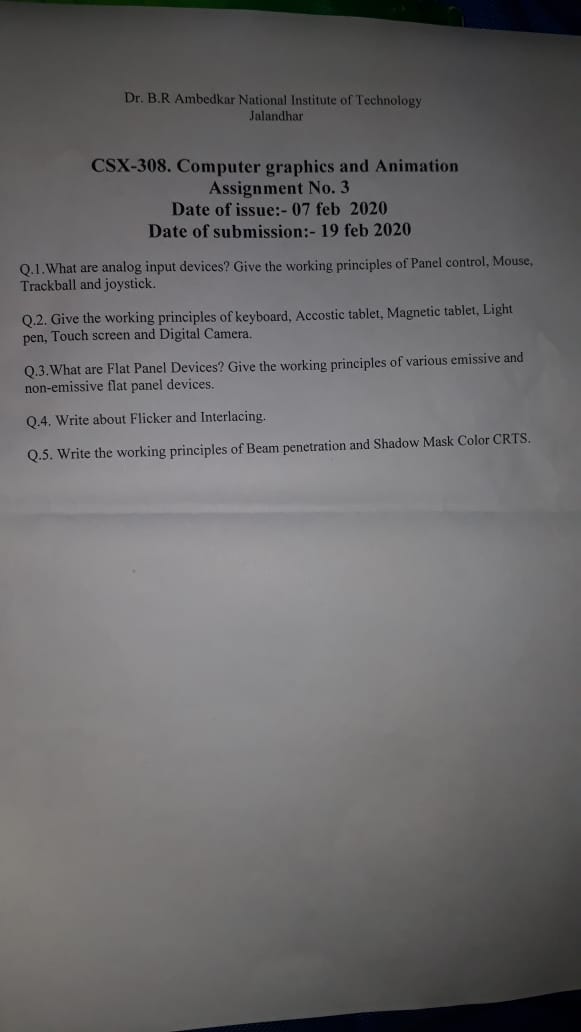 Dr. B.R Ambedkar National Institute of Technology
Jalandhar
CSX-308. Computer graphics and Animation
Assignment No. 3
Date of issue:- 07 feb 2020
Date of submission:- 19 feb 2020
Q.1.What are analog input devices? Give the working principles of Panel control, Mouse,
Trackball and joystick.
Q.2. Give the working principles of keyboard, Accostic tablet, Magnetic tablet, Light
pen, Touch screen and Digital Camera.
Q.3.What are Flat Panel Devices? Give the working principles of various emissive and
non-emissive flat panel devices.
Q.4. Write about Flicker and Interlacing.
Q.5. Write the working principles of Beam penetration and Shadow Mask Color CRTS.